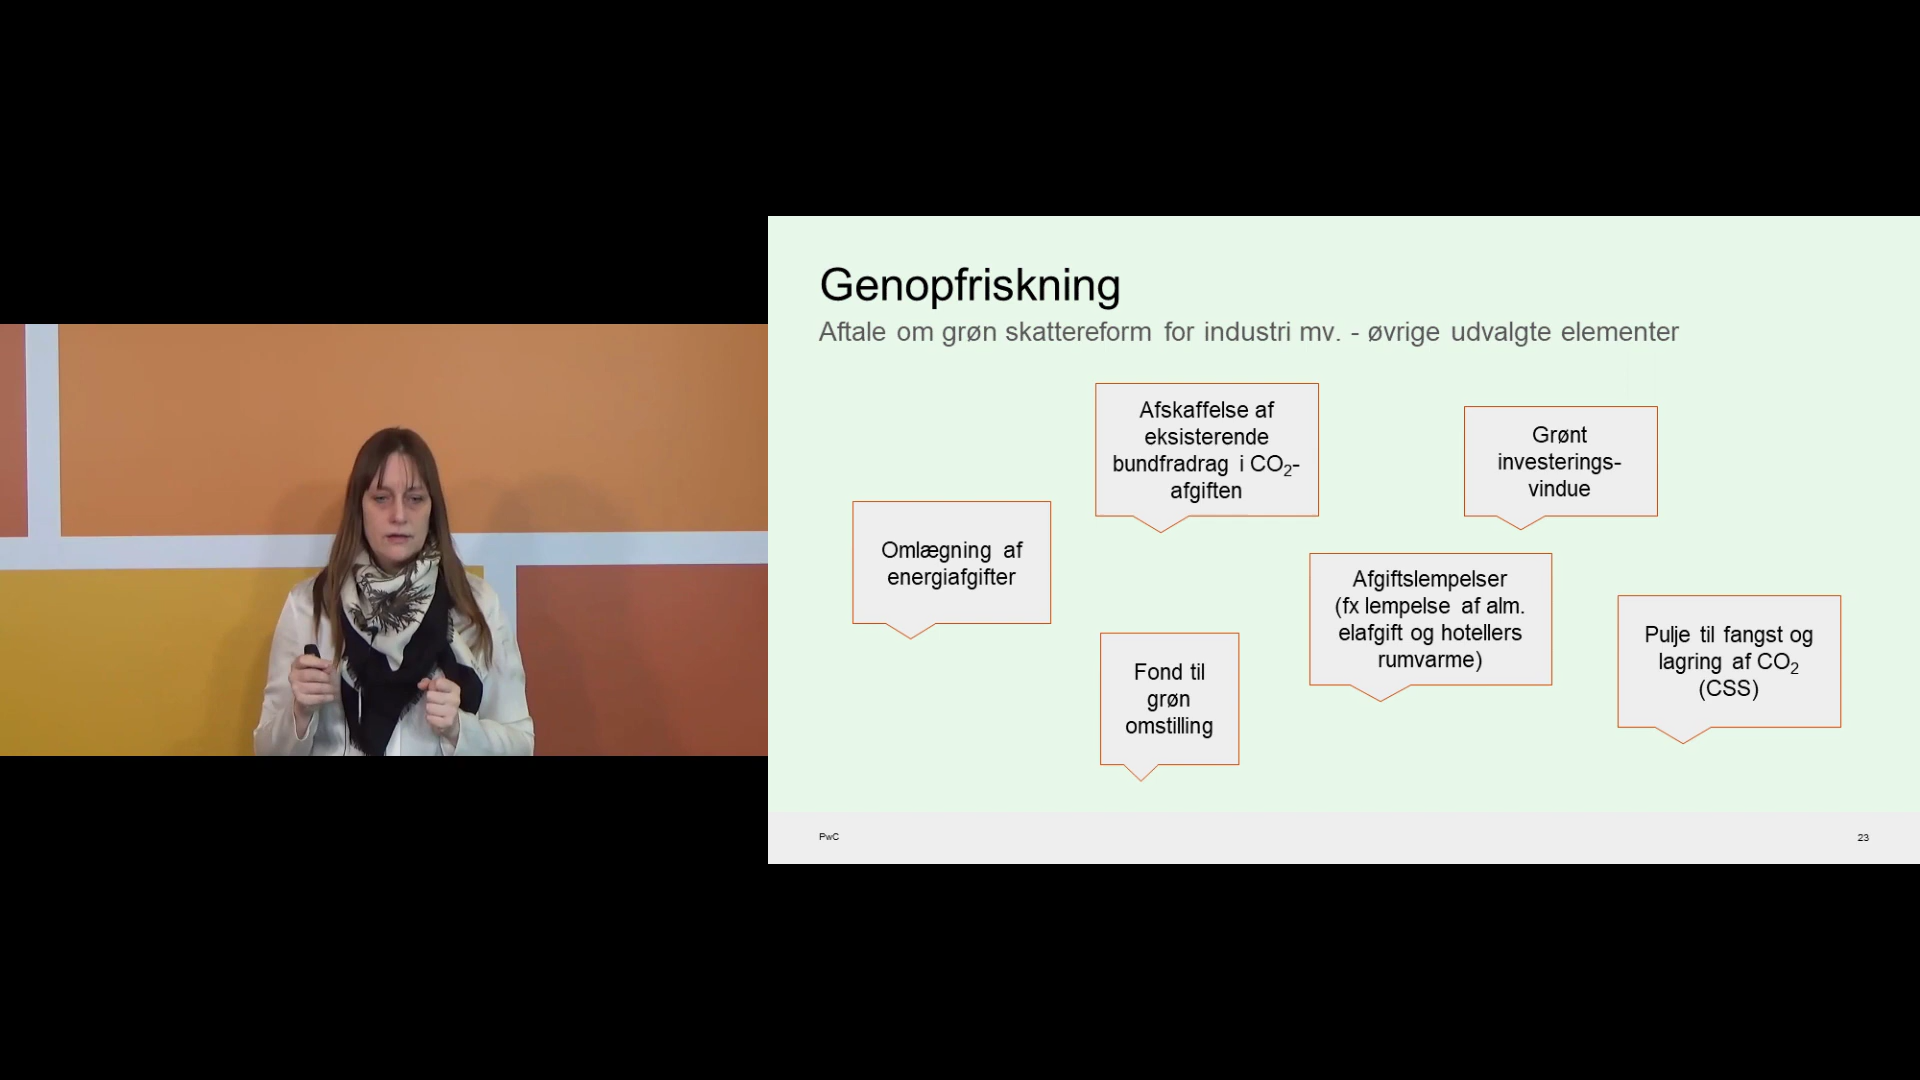 Genopfriskning
Aftale om grøn skattereform for industri mv. - øvrige udvalgte elementer
Afskaffelse af
eksisterende
bundfradrag i CO₂-
afgiften
Grønt
investerings-
vindue
Omlægning af
energiafgifter
Afgiftslempelser
(fx lempelse af alm.
elafgift og hotellers
rumvarme)
Pulje til fangst og
lagring af CO₂
(CSS)
Fond til
grøn
omstilling
PwC
23